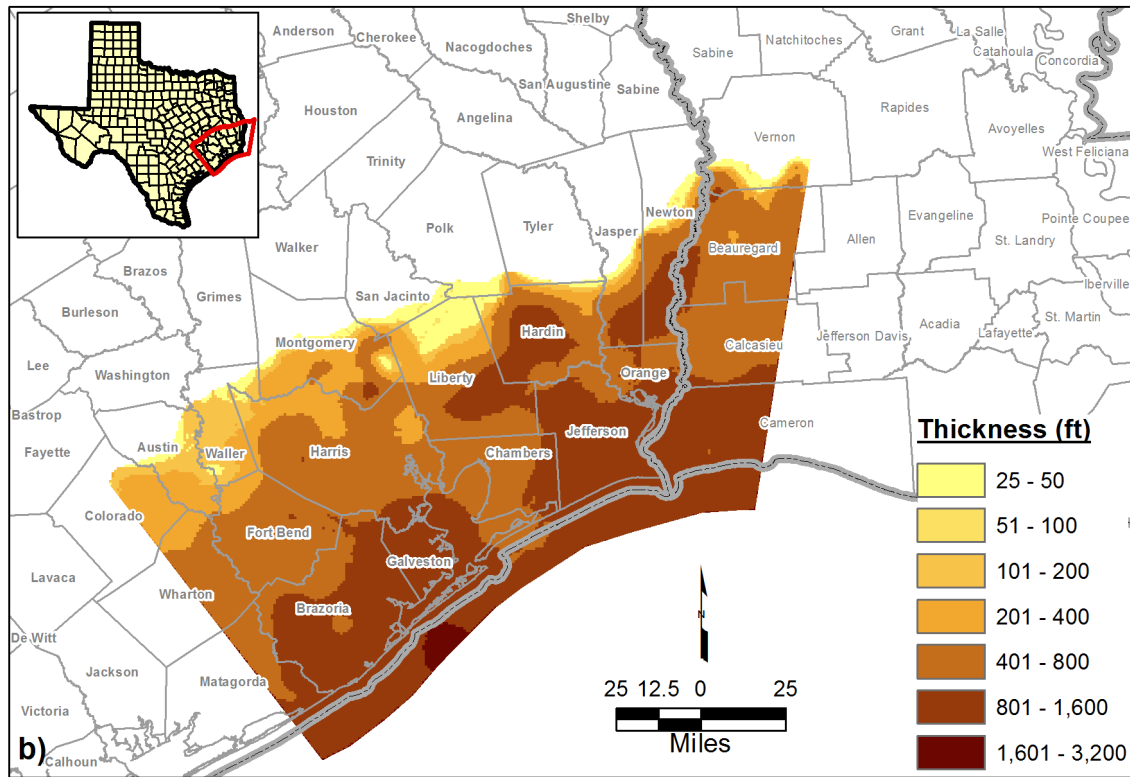 Shelby
Anderson
Cherokee
Nacogdoches
Sabine
Natchitoches
Grant
La Salle
Catahoula
Concordia
San Augustine
Sabine
Houston
Rapides
Angelina
Avoyelles
Vernon
Trinity
West Feliciana
Newton
Polk
Tyler
Jasper
Evangeline
Pointe Coupee
Walker
Beauregard
Allen
St. Landry
Brazos
Grimes
San Jacinto
Iberville
Burleson
St. Martin
Hardin
Acadia
Montgomery
Jefferson Davis
Lafayette
Calcasieu
Lee
Washington
Liberty
Orange
Bastrop
Cameron
Fayette
Austin
Waller
Harris
Chambers
Jefferson
Colorado
Fort Bend
Galveston
Lavaca
Wharton
Brazoria
De Witt
Jackson
Matagorda
Victoria
Calhoun
b)
N
25 12.5 0 25
Miles
Thickness (ft)
25 - 50
51 - 100
101 - 200
201 - 400
401 - 800
801 - 1,600
1,601 - 3,200